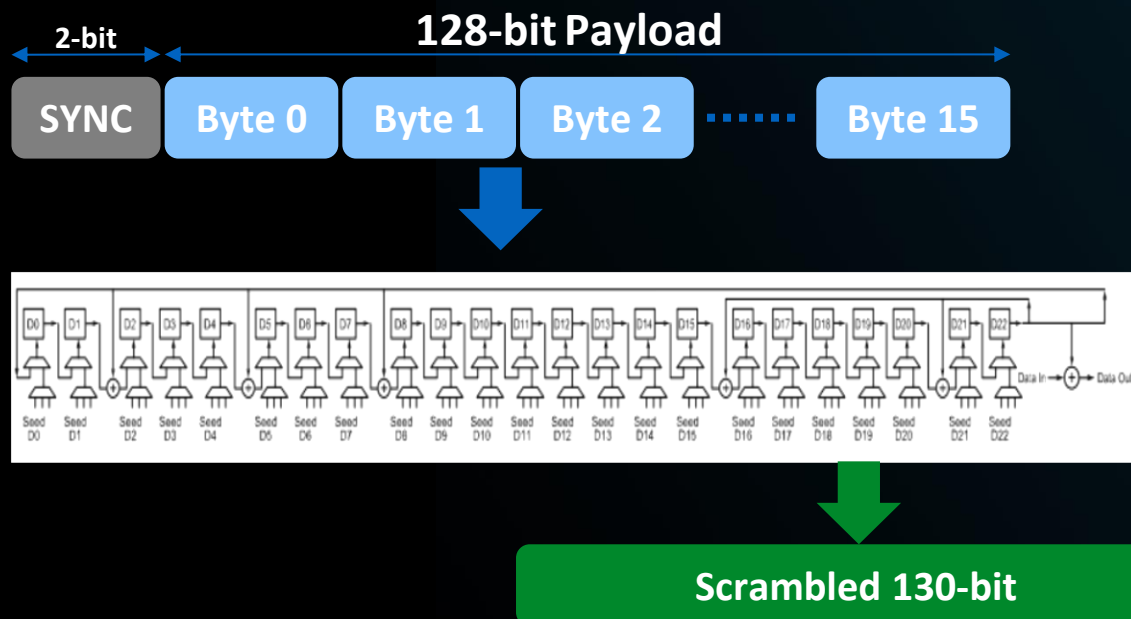 2-bit 128-bit Payload
SYNC Byte 0 Byte 1 Byte 2 Byte 15
D0 D1 D2 D3 D4 D5 D6 D7 D8 D9 D10 D11 D12 D13 D14 D15 D16 D17 D18 D19 D20 D21 D22
Data In Data Out
Seed Seed Seed Seed Seed Seed Seed Seed Seed Seed Seed Seed Seed Seed Seed Seed Seed Seed Seed Seed Seed Seed Seed
D0 D1 D2 D3 D4 D5 D6 D7 D8 D9 D10 D11 D12 D13 D14 D15 D16 D17 D18 D19 D20 D21 D22
Scrambled 130-bit